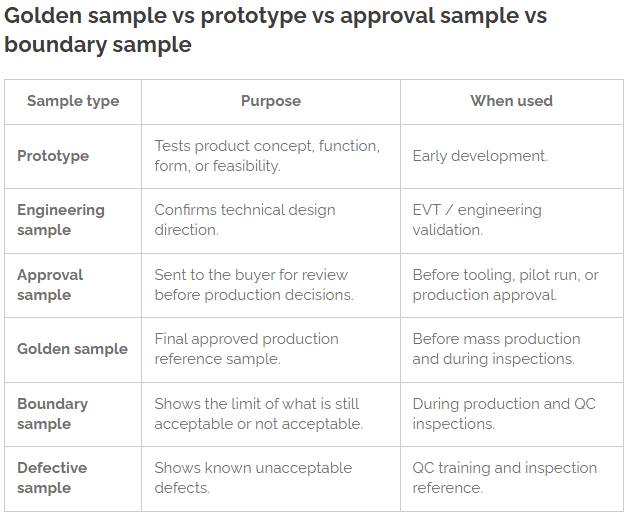 Golden sample vs prototype vs approval sample vs
boundary sample
Sample type
Purpose
When used
Prototype
Tests product concept, function,
form, or feasibility.
Early development.
Engineering
sample
Confirms technical design
direction.
EVT / engineering
validation.
Approval
sample
Sent to the buyer for review
before production decisions.
Before tooling, pilot run, or
production approval.
Golden sample
Final approved production
reference sample.
Before mass production
and during inspections.
Boundary
sample
Shows the limit of what is still
acceptable or not acceptable.
During production and QC
inspections.
Defective
sample
Shows known unacceptable
defects.
QC training and inspection
reference.